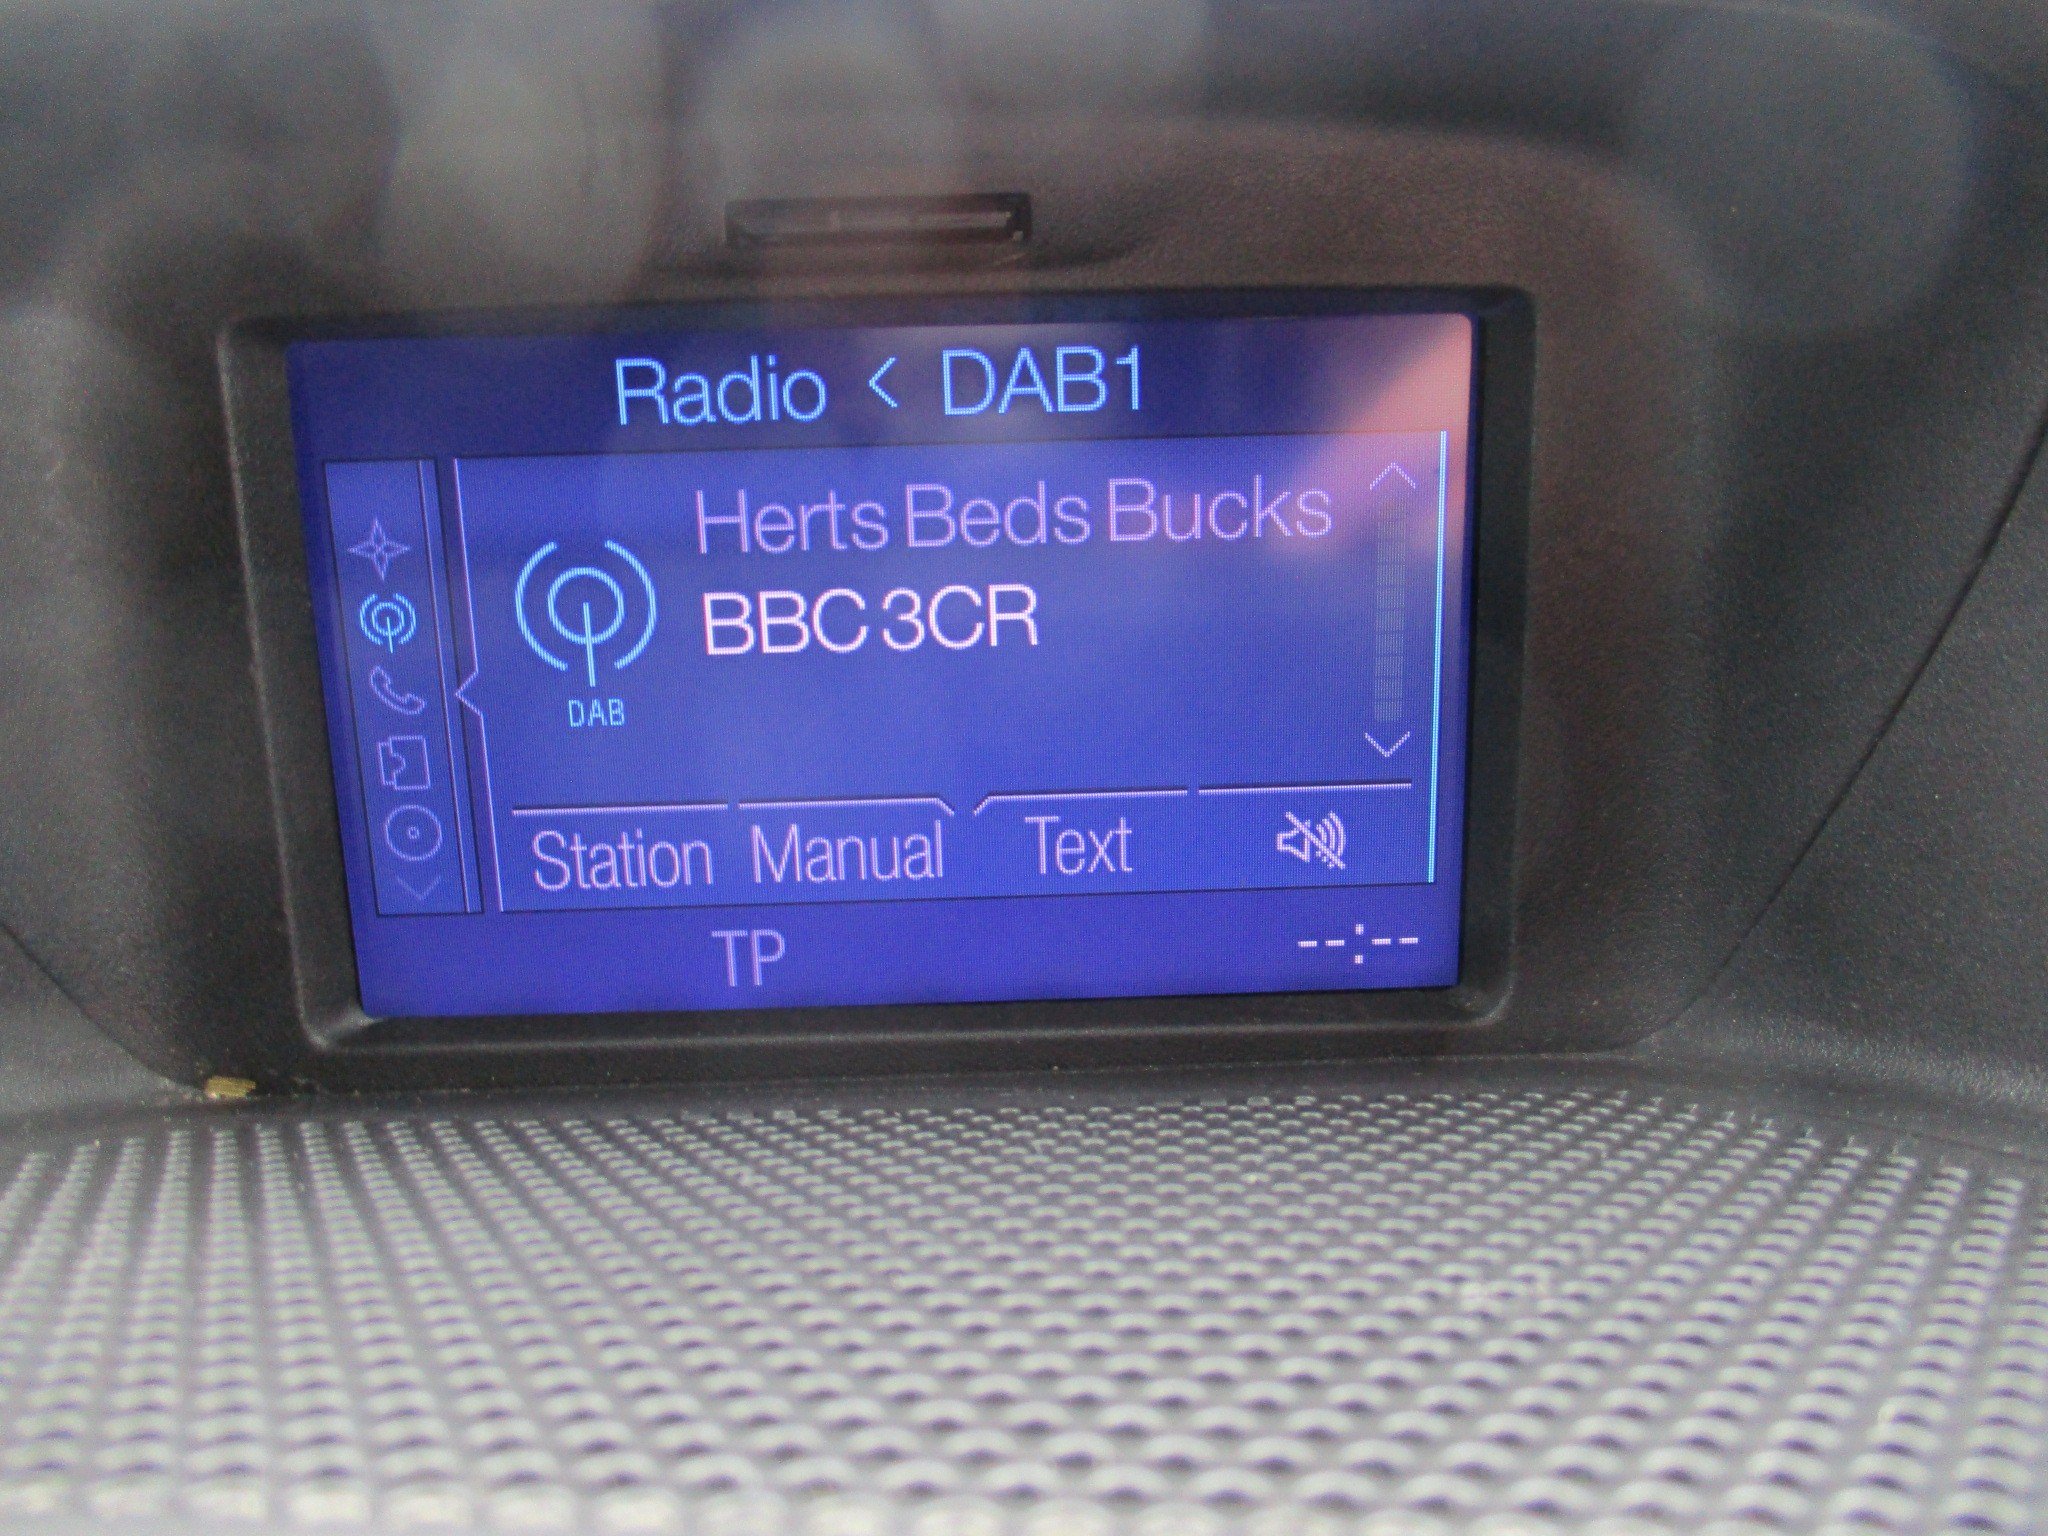 Radio < DAB1
Herts Beds Bucks
BBC 3CR
DAB
Station Manual Text
TP --:--